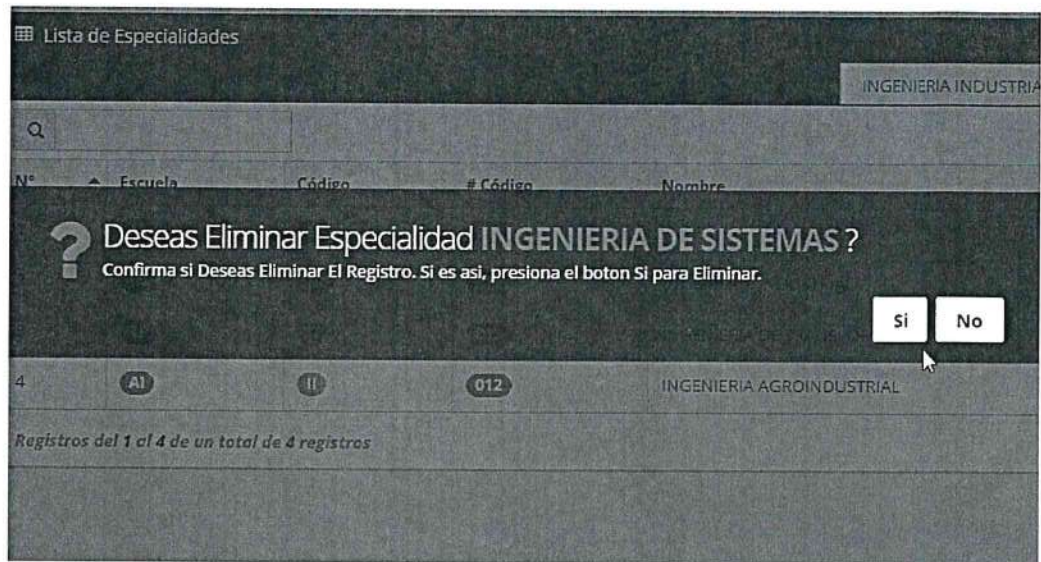 Lista de Especialidades
INGENIERIA INDUSTRIA
N° Escuela Código # Código Nombre
Deseas Eliminar Especialidad INGENIERIA DE SISTEMAS ?
Confirma si Deseas Eliminar El Registro. Si es asi, presiona el boton Si para Eliminar.
Si No
4 AI II 012 INGENIERIA AGROINDUSTRIAL
Registros del 1 al 4 de un total de 4 registros